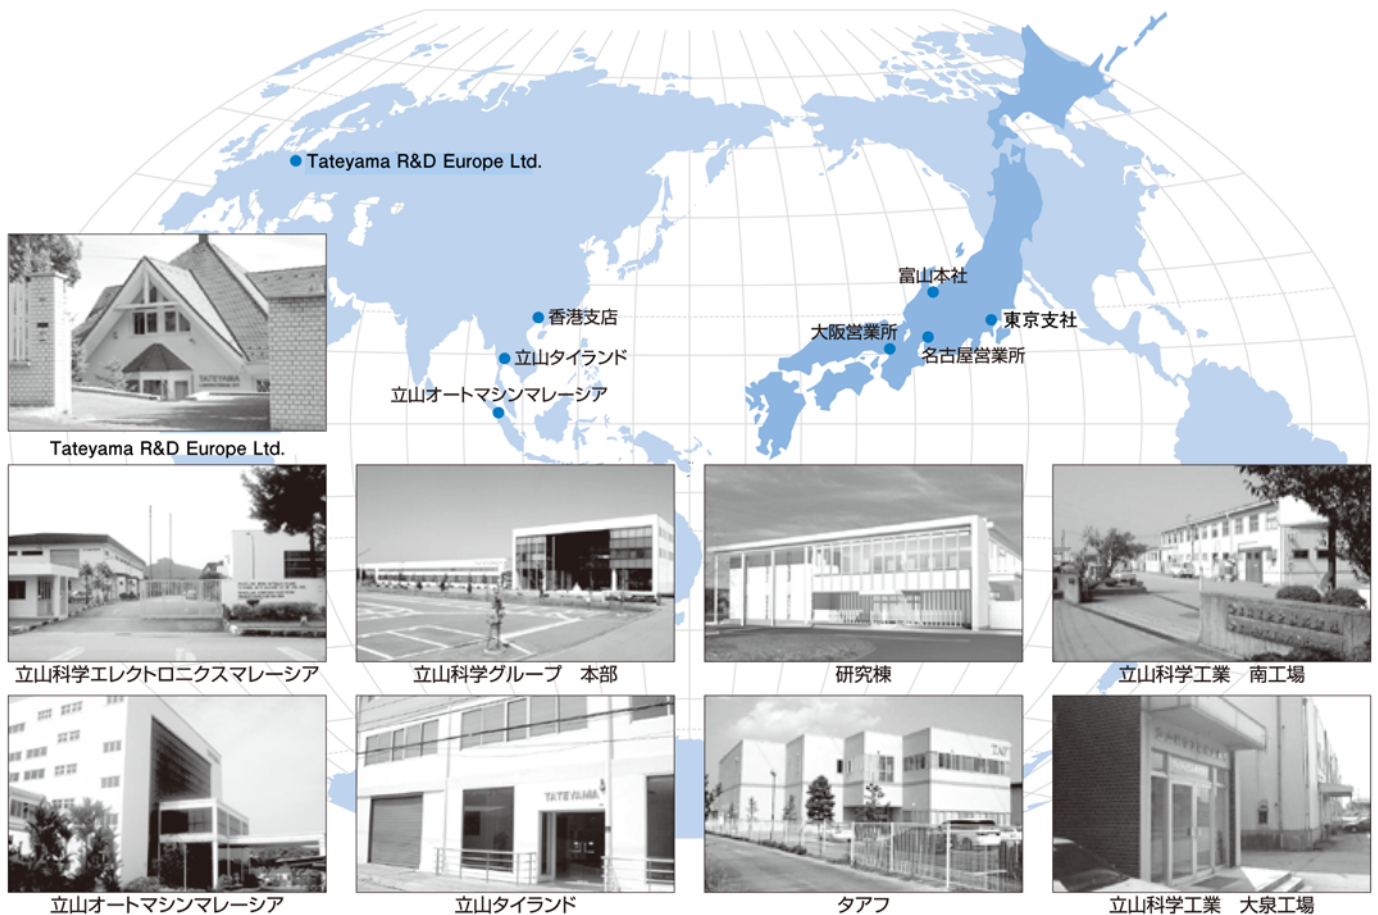 Tateyama R&D Europe Ltd.
富山本社
香港支店
東京支社
大阪営業所
名古屋営業所
立山タイランド
立山オートマシンマレーシア
TATEYAMA
Tateyama R&D Europe Ltd.
立山科学エレクトロニクスマレーシア
立山科学グループ 本部
研究棟
立山科学工業 南工場
TATEYAMA
立山オートマシンマレーシア
立山タイランド
タアフ
立山科学工業 大泉工場